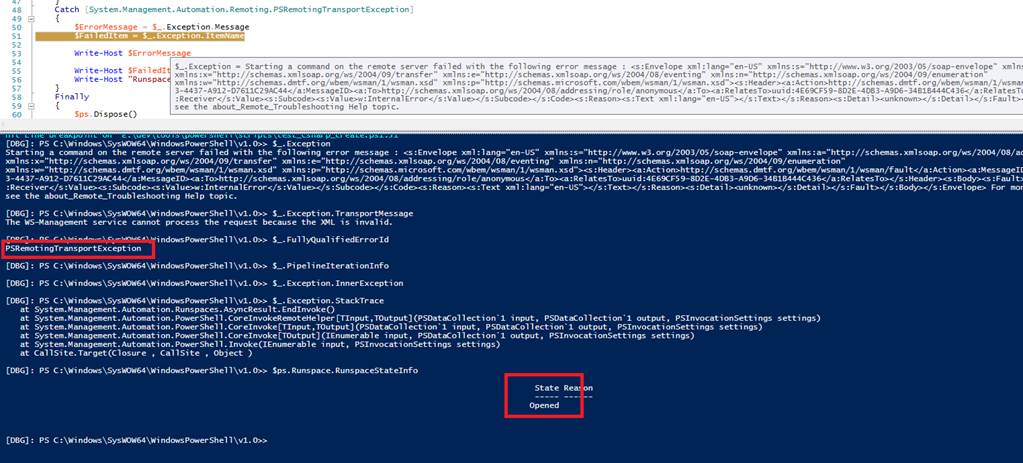 47 }
48 Catch [System.Management.Automation.Remoting.PSRemotingTransportException]
49 {
50 $ErrorMessage = $_.Exception.Message
51 $FailedItem = $_.Exception.ItemName
52
53 Write-Host $ErrorMessage
54
55 Write-Host $FailedIt
56 Write-Host "Runspac
57 }
58 Finally
59 {
60 $ps.Dispose()
$_.Exception = Starting a command on the remote server failed with the following error message : <s:Envelope xml:lang="en-US" xmlns:s="http://www.w3.org/2003/05/soap-envelope" xmlns:a="http://
xmlns:x="http://schemas.xmlsoap.org/ws/2004/09/transfer" xmlns:e="http://schemas.xmlsoap.org/ws/2004/08/eventing" xmlns:n="http://schemas.xmlsoap.org/ws/2004/09/enumeration"
xmlns:w="http://schemas.dmtf.org/wbem/wsman/1/wsman.xsd" xmlns:p="http://schemas.microsoft.com/wbem/wsman/1/wsman.xsd"><s:Header><a:Action>http://schemas.dmtf.org/wbem
3-4437-A912-D7611C29AC44</a:MessageID><a:To>http://schemas.xmlsoap.org/ws/2004/08/addressing/role/anonymous</a:To><a:RelatesTo>uuid:4E69CF59-8D2E-4DB3-A9D6-34B1B444C436</a
:Receiver</s:Value><s:Subcode><s:Value>w:InternalError</s:Value></s:Subcode></s:Code><s:Reason><s:Text xml:lang="en-US"></s:Text></s:Reason><s:Detail>unknown</s:Detail></s:Fault>
see the about_Remote_Troubleshooting Help topic.
[DBG]: PS C:\Windows\SysWOW64\WindowsPowerShell\v1.0>> $_.Exception
Starting a command on the remote server failed with the following error message : <s:Envelope xml:lang="en-US" xmlns:s="http://www.w3.org/2003/05/soap-envelope" xmlns:a="http://schemas.xmlsoap.org/ws/2004/08/ad
xmlns:x="http://schemas.xmlsoap.org/ws/2004/09/transfer" xmlns:e="http://schemas.xmlsoap.org/ws/2004/08/eventing" xmlns:n="http://schemas.xmlsoap.org/ws/2004/09/enumeration"
xmlns:w="http://schemas.dmtf.org/wbem/wsman/1/wsman.xsd" xmlns:p="http://schemas.microsoft.com/wbem/wsman/1/wsman.xsd"><s:Header><a:Action>http://schemas.dmtf.org/wbem/wsman/1/wsman/fault</a:Action><a:Message
3-4437-A912-D7611C29AC44</a:MessageID><a:To>http://schemas.xmlsoap.org/ws/2004/08/addressing/role/anonymous</a:To><a:RelatesTo>uuid:4E69CF59-8D2E-4DB3-A9D6-34B1B444C436</a:RelatesTo></s:Header><s:Body><s:Fault>
:Receiver</s:Value><s:Subcode><s:Value>w:InternalError</s:Value></s:Subcode></s:Code><s:Reason><s:Text xml:lang="en-US"></s:Text></s:Reason><s:Detail>unknown</s:Detail></s:Fault></s:Body></s:Envelope> For mor
see the about_Remote_Troubleshooting Help topic.
[DBG]: PS C:\Windows\SysWOW64\WindowsPowerShell\v1.0>> $_.Exception.TransportMessage
The WS-Management service cannot process the request because the XML is invalid.
[DBG]: PS C:\Windows\SysWOW64\WindowsPowerShell\v1.0>> $_.FullyQualifiedErrorId
PSRemotingTransportException
[DBG]: PS C:\Windows\SysWOW64\WindowsPowerShell\v1.0>> $_.PipelineIterationInfo
[DBG]: PS C:\Windows\SysWOW64\WindowsPowerShell\v1.0>> $_.Exception.InnerException
[DBG]: PS C:\Windows\SysWOW64\WindowsPowerShell\v1.0>> $_.Exception.StackTrace
at System.Management.Automation.Runspaces.AsyncResult.EndInvoke()
at System.Management.Automation.PowerShell.CoreInvokeRemoteHelper[TInput,TOutput](PSDataCollection`1 input, PSDataCollection`1 output, PSInvocationSettings settings)
at System.Management.Automation.PowerShell.CoreInvoke[TInput,TOutput](PSDataCollection`1 input, PSDataCollection`1 output, PSInvocationSettings settings)
at System.Management.Automation.PowerShell.CoreInvoke[TOutput](IEnumerable input, PSDataCollection`1 output, PSInvocationSettings settings)
at System.Management.Automation.PowerShell.Invoke(IEnumerable input, PSInvocationSettings settings)
at CallSite.Target(Closure , CallSite , Object )
[DBG]: PS C:\Windows\SysWOW64\WindowsPowerShell\v1.0>> $ps.Runspace.RunspaceStateInfo
State Reason
----- ------
Opened
[DBG]: PS C:\Windows\SysWOW64\WindowsPowerShell\v1.0>>